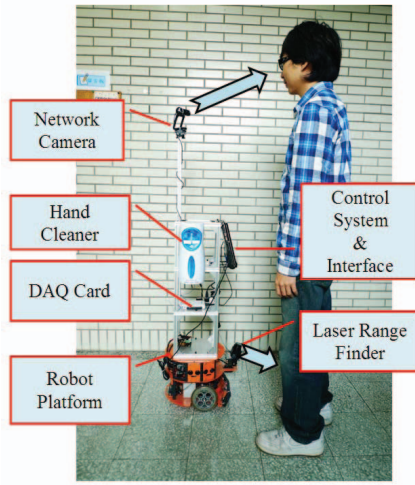 Network
Camera
Hand
Cleaner
DAQ Card
Robot
Platform
Control
System
&
Interface
Laser Range
Finder